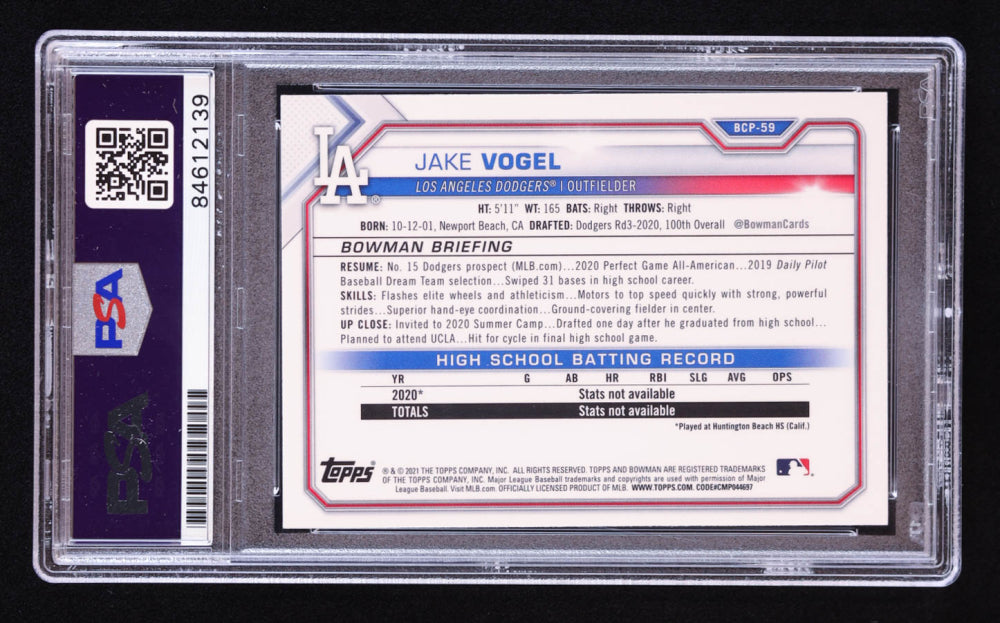 84612139
PSA
PSA
BCP-59
LA
®
JAKE VOGEL
LOS ANGELES DODGERS® | OUTFIELDER
HT: 5'11" WT: 165 BATS: Right THROWS: Right
BORN: 10-12-01, Newport Beach, CA DRAFTED: Dodgers Rd3-2020, 100th Overall @BowmanCards
BOWMAN BRIEFING
RESUME: No. 15 Dodgers prospect (MLB.com)...2020 Perfect Game All-American...2019 Daily Pilot
Baseball Dream Team selection...Swiped 31 bases in high school career.
SKILLS: Flashes elite wheels and athleticism...Motors to top speed quickly with strong, powerful
strides...Superior hand-eye coordination...Ground-covering fielder in center.
UP CLOSE: Invited to 2020 Summer Camp...Drafted one day after he graduated from high school...
Planned to attend UCLA...Hit for cycle in final high school game.
HIGH SCHOOL BATTING RECORD
YR G AB HR RBI SLG AVG OPS
2020* Stats not available
TOTALS Stats not available
*Played at Huntington Beach HS (Calif.)
Topps ® & © 2021 THE TOPPS COMPANY, INC. ALL RIGHTS RESERVED. TOPPS AND BOWMAN ARE REGISTERED TRADEMARKS
OF THE TOPPS COMPANY, INC. Major League Baseball trademarks and copyrights are used with permission of Major
League Baseball. Visit MLB.com. OFFICIALLY LICENSED PRODUCT OF MLB. WWW.TOPPS.COM. CODE#CMP044697